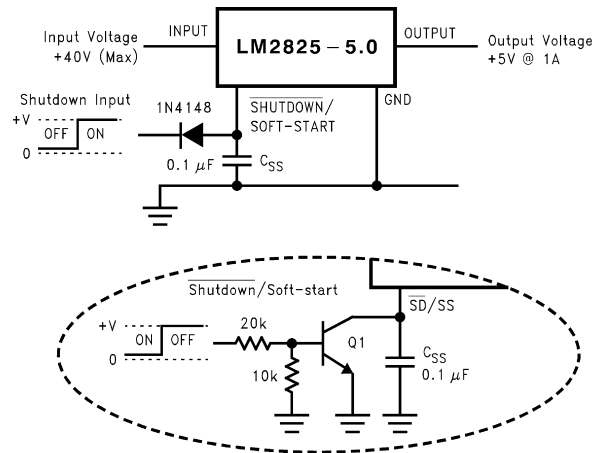 Input Voltage
+40V (Max)
INPUT
LM2825-5.0
OUTPUT
Output Voltage
+5V @ 1A
Shutdown Input
+V
OFF
ON
0
1N4148
SHUTDOWN/
SOFT-START
GND
0.1 μF
CSS
Shutdown/Soft-start
SD/SS
+V
ON
OFF
0
20k
10k
Q1
CSS
0.1 μF